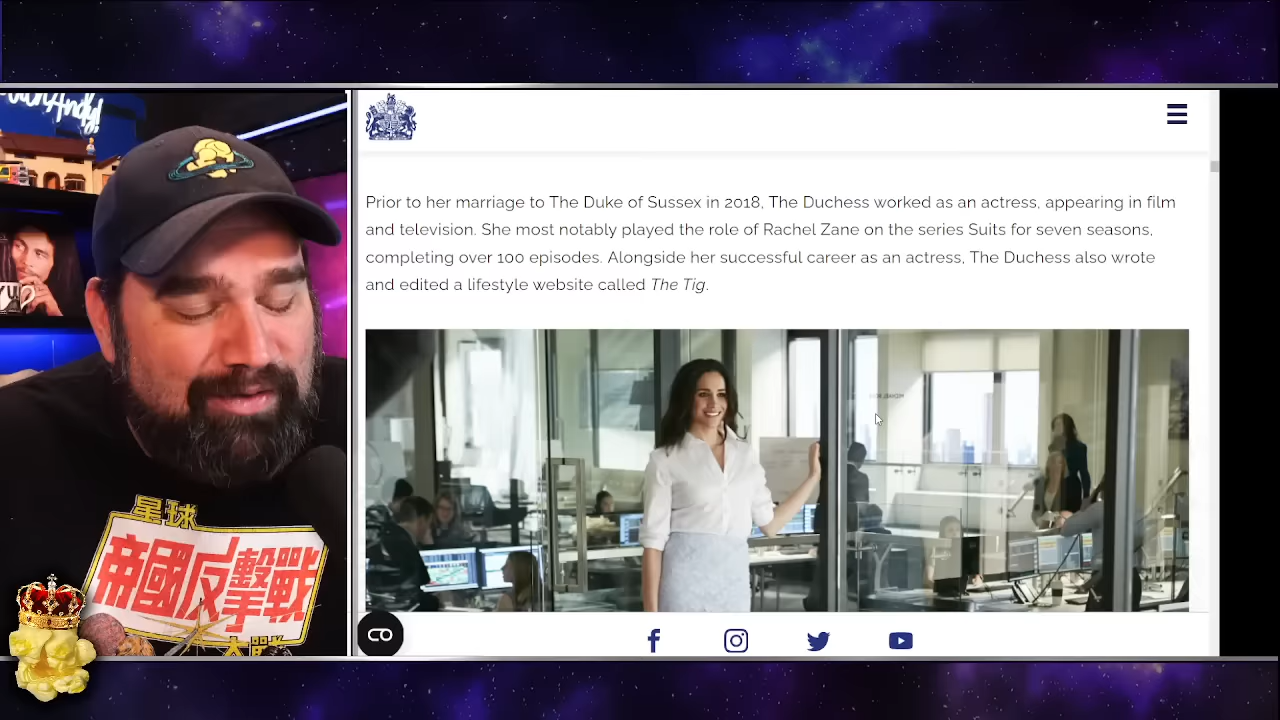 Prior to her marriage to The Duke of Sussex in 2018, The Duchess worked as an actress, appearing in film
and television. She most notably played the role of Rachel Zane on the series Suits for seven seasons,
completing over 100 episodes. Alongside her successful career as an actress, The Duchess also wrote
and edited a lifestyle website called The Tig.
星球
帝國反擊戰
大戰